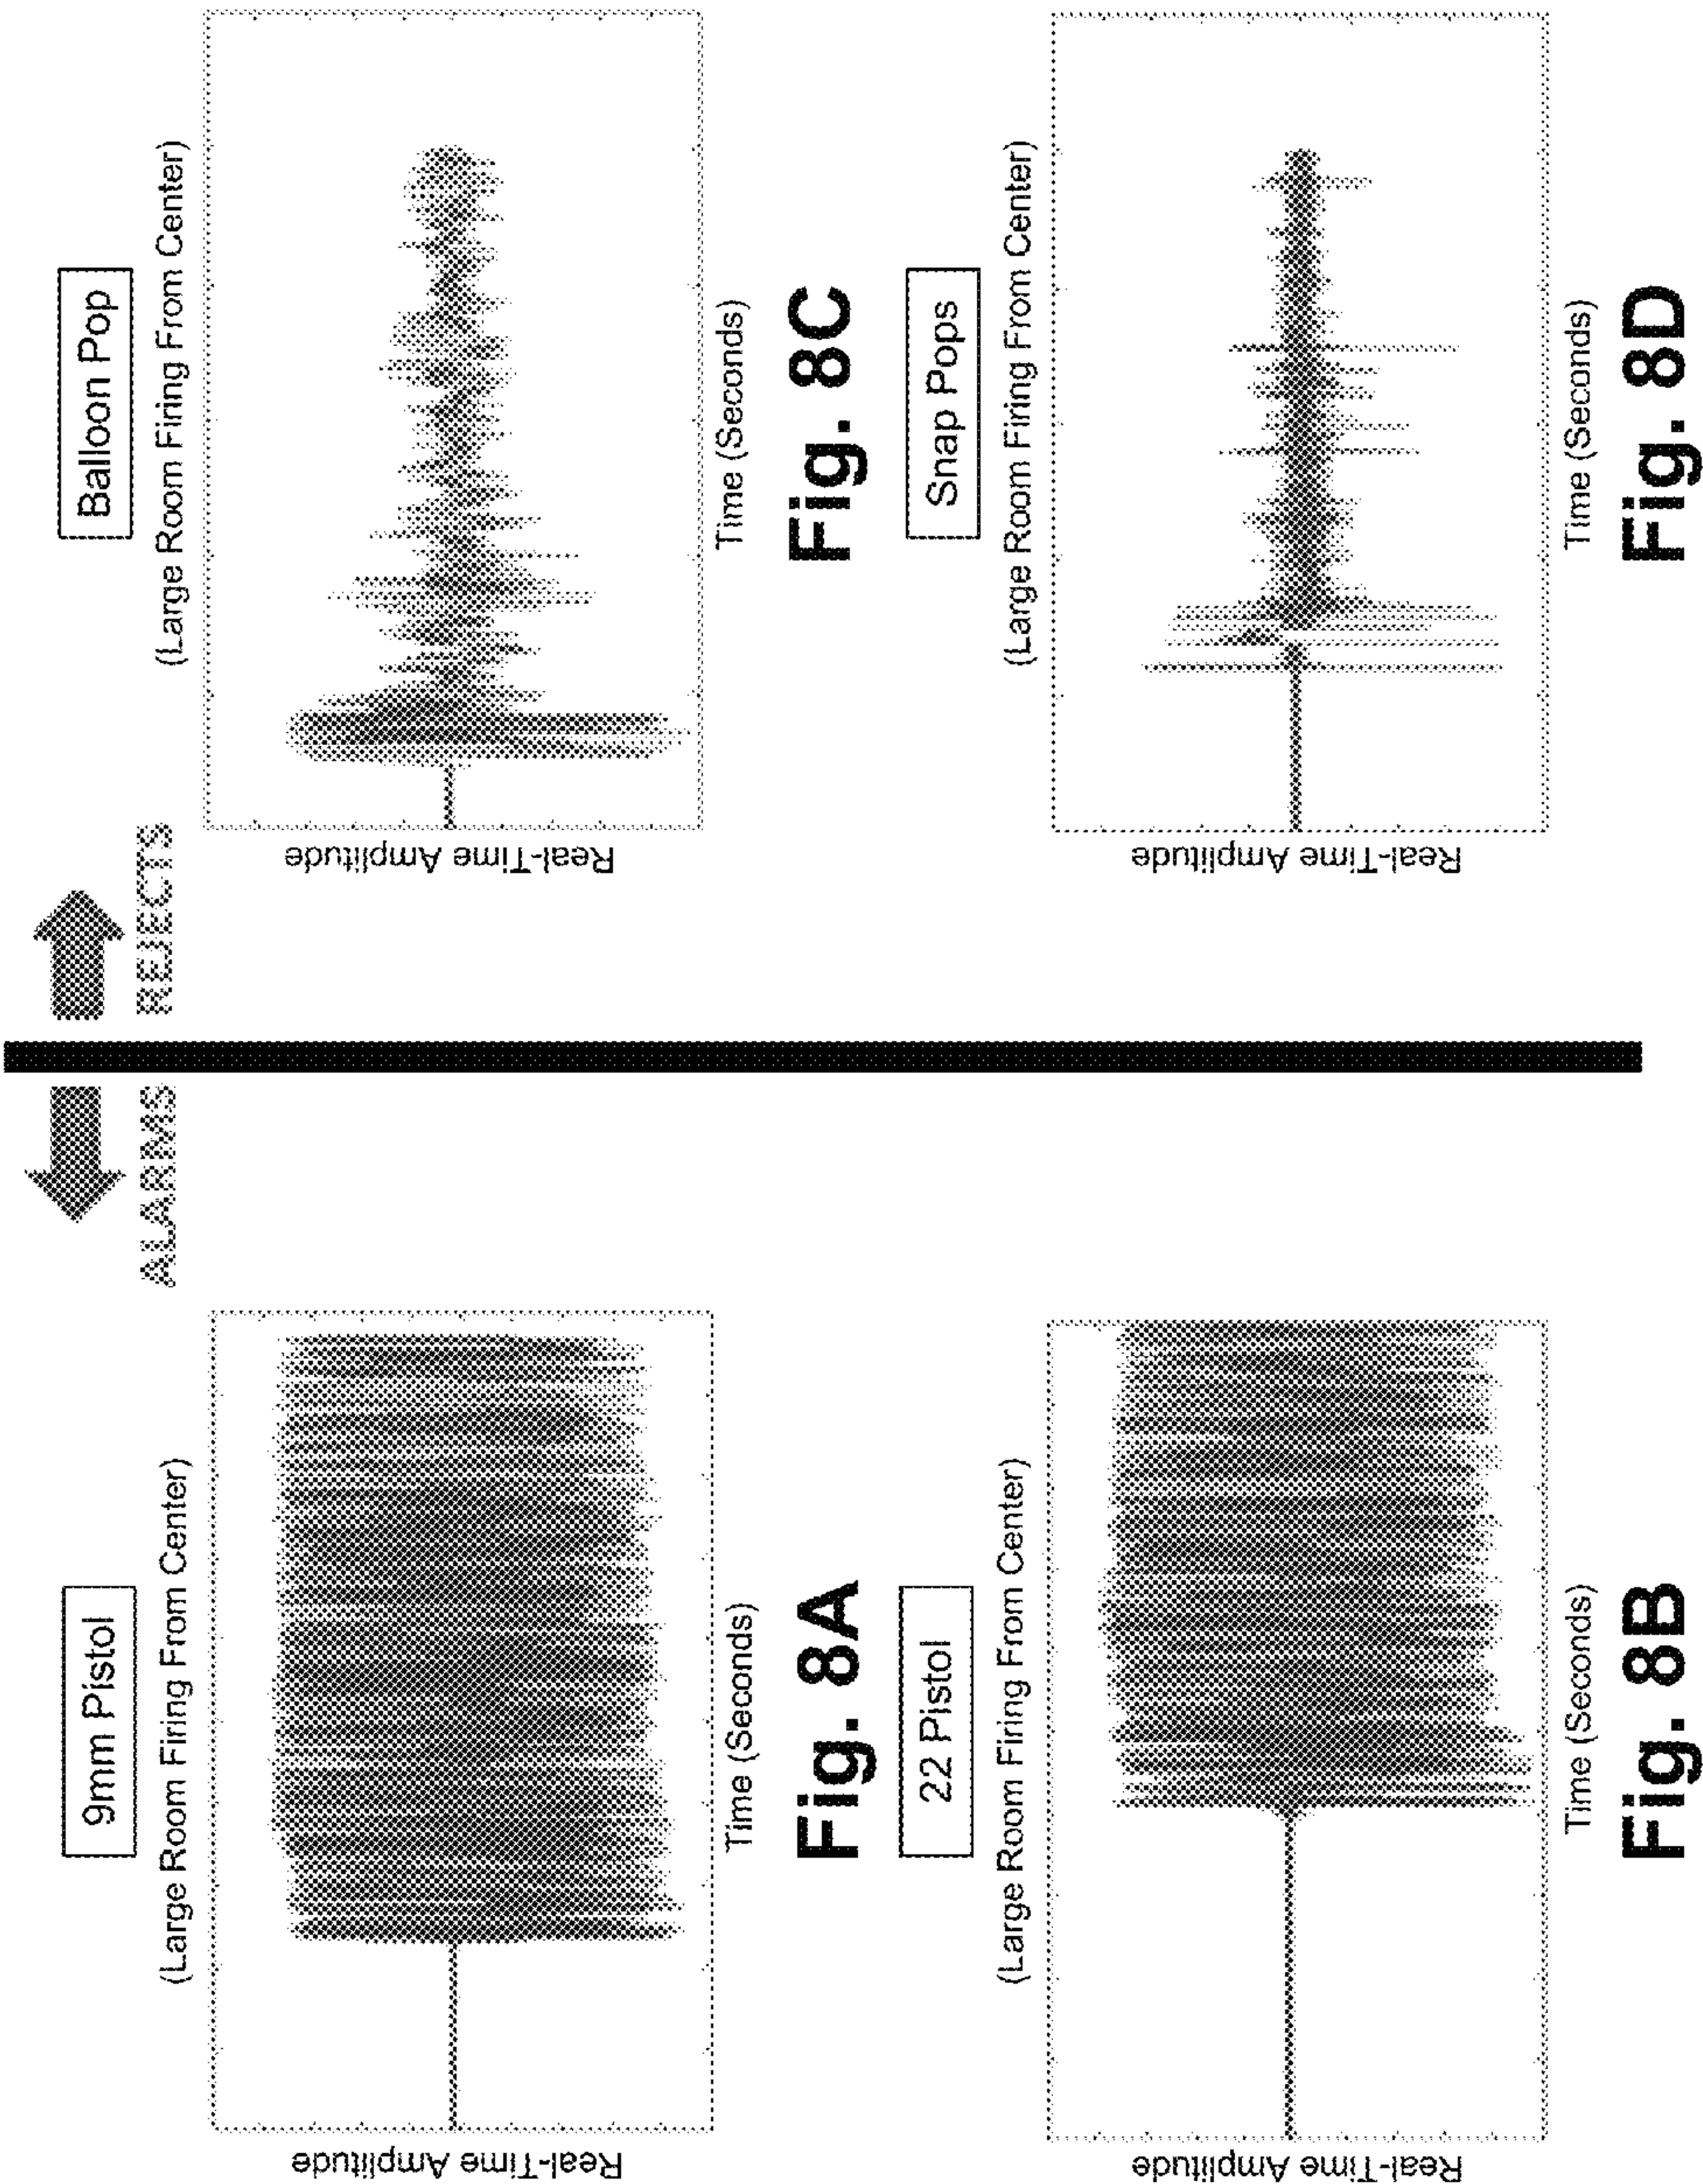 ALARMS
REJECTS
9mm Pistol
(Large Room Firing From Center)
Real-Time Amplitude
Time (Seconds)
Fig. 8A
Balloon Pop
(Large Room Firing From Center)
Real-Time Amplitude
Time (Seconds)
Fig. 8C
22 Pistol
(Large Room Firing From Center)
Real-Time Amplitude
Time (Seconds)
Fig. 8B
Snap Pops
(Large Room Firing From Center)
Real-Time Amplitude
Time (Seconds)
Fig. 8D